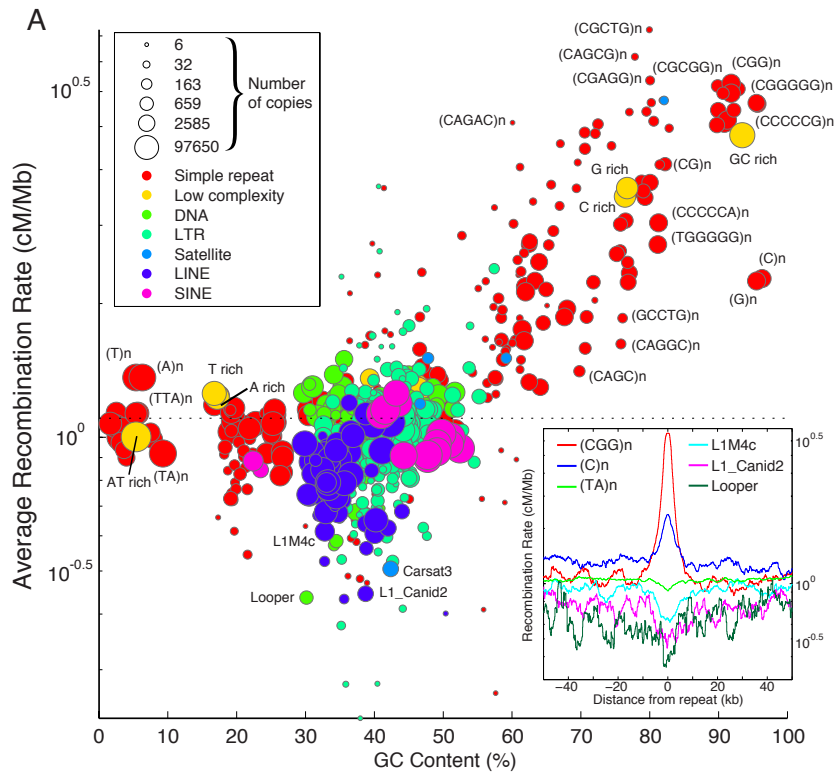 A
6
32
163
659
2585
97650
Number
of copies
Simple repeat
Low complexity
DNA
LTR
Satellite
LINE
SINE
Average Recombination Rate (cM/Mb)
10^0.5
10^0
10^-0.5
(CGCTG)n
(CAGCG)n
(CGAGG)n
(CGCGG)n
(CGG)n
(CGGGGG)n
(CAGAC)n
(CCCCCG)n
GC rich
(CG)n
G rich
C rich
(CCCCCA)n
(TGGGGG)n
(C)n
(G)n
(GCCTG)n
(CAGGC)n
(CAGC)n
(T)n
(A)n
T rich
A rich
(TTA)n
AT rich
(TA)n
L1M4c
Carsat3
Looper
L1_Canid2
Recombination Rate (cM/Mb)
(CGG)n
(C)n
(TA)n
L1M4c
L1_Canid2
Looper
10^0.5
10^0
10^-0.5
−40 −20 0 20 40
Distance from repeat (kb)
0 10 20 30 40 50 60 70 80 90 100
GC Content (%)